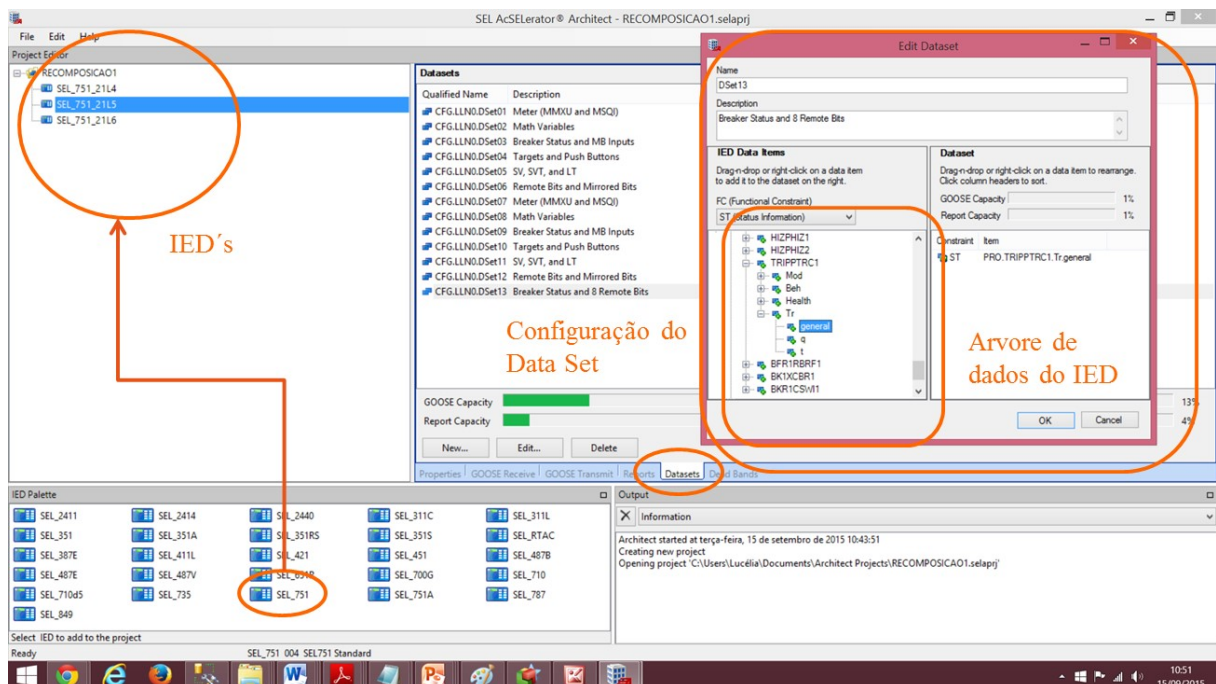 SEL AcSELerator® Architect - RECOMPOSICAO1.selaprj
File Edit Help
Project Editor
RECOMPOSICAO1
SEL_751_21L4
SEL_751_21L5
SEL_751_21L6
IED´s
Datasets
Qualified Name Description
CFG.LLN0.DSet01 Meter (MMXU and MSQI)
CFG.LLN0.DSet02 Math Variables
CFG.LLN0.DSet03 Breaker Status and MB Inputs
CFG.LLN0.DSet04 Targets and Push Buttons
CFG.LLN0.DSet05 SV, SVT, and LT
CFG.LLN0.DSet06 Remote Bits and Mirrored Bits
CFG.LLN0.DSet07 Meter (MMXU and MSQI)
CFG.LLN0.DSet08 Math Variables
CFG.LLN0.DSet09 Breaker Status and MB Inputs
CFG.LLN0.DSet10 Targets and Push Buttons
CFG.LLN0.DSet11 SV, SVT, and LT
CFG.LLN0.DSet12 Remote Bits and Mirrored Bits
CFG.LLN0.DSet13 Breaker Status and 8 Remote Bits
Configuração do
Data Set
GOOSE Capacity 13%
Report Capacity 4%
New... Edit... Delete
Properties GOOSE Receive GOOSE Transmit Reports Datasets Dead Bands
Edit Dataset
Name
DSet13
Description
Breaker Status and 8 Remote Bits
IED Data Items
Drag-n-drop or right-click on a data item
to add it to the dataset on the right.
FC (Functional Constraint)
ST (Status Information)
HIZPHIZ1
HIZPHIZ2
TRIPPTRC1
Mod
Beh
Health
Tr
general
q
t
BFR1RBRF1
BK1XCBR1
BKR1CSWI1
Dataset
Drag-n-drop or right-click on a data item to rearrange.
Click column headers to sort.
GOOSE Capacity 1%
Report Capacity 1%
Constraint Item
ST PRO.TRIPPTRC1.Tr.general
Arvore de
dados do IED
OK Cancel
IED Palette
SEL_2411 SEL_2414 SEL_2440 SEL_311C SEL_311L
SEL_351 SEL_351A SEL_351RS SEL_351S SEL_RTAC
SEL_387E SEL_411L SEL_421 SEL_451 SEL_487B
SEL_487E SEL_487V SEL_651R SEL_700G SEL_710
SEL_710d5 SEL_735 SEL_751 SEL_751A SEL_787
SEL_849
Select IED to add to the project
Output
Information
Architect started at terça-feira, 15 de setembro de 2015 10:43:51
Creating new project
Opening project 'C:\Users\Lucélia\Documents\Architect Projects\RECOMPOSICAO1.selaprj'
Ready SEL_751 004 SEL751 Standard
10:51
15/09/2015